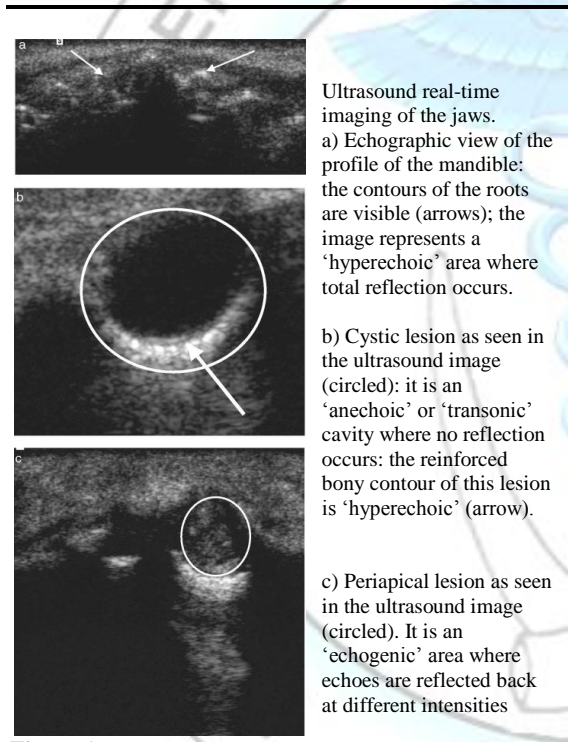 a
Ultrasound real-time
imaging of the jaws.
a) Echographic view of the
profile of the mandible:
the contours of the roots
are visible (arrows); the
image represents a
‘hyperechoic’ area where
total reflection occurs.
b
b) Cystic lesion as seen in
the ultrasound image
(circled): it is an
‘anechoic’ or ‘transonic’
cavity where no reflection
occurs: the reinforced
bony contour of this lesion
is ‘hyperechoic’ (arrow).
c
c) Periapical lesion as seen
in the ultrasound image
(circled). It is an
‘echogenic’ area where
echoes are reflected back
at different intensities